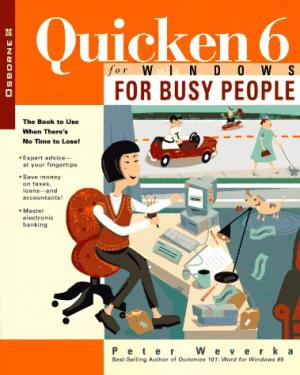 OSBORNE
Quicken 6
for WINDOWS
FOR BUSY PEOPLE
The Book to Use
When There's
No Time to Lose!
• Expert advice—
at your fingertips
• Save money
on taxes,
loans—and
accountants!
• Master
electronic
banking
Peter Weverka
Best-Selling Author of Dummies 101: Word for Windows 95